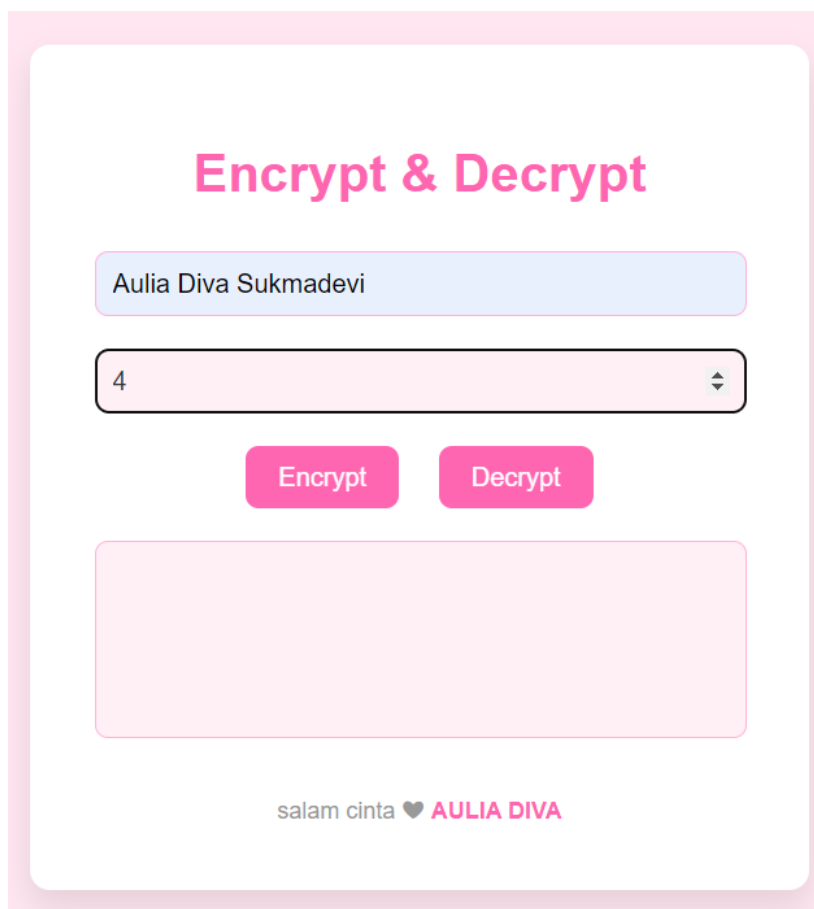 Encrypt & Decrypt
Aulia Diva Sukmadevi
4
Encrypt Decrypt
salam cinta ♥ AULIA DIVA